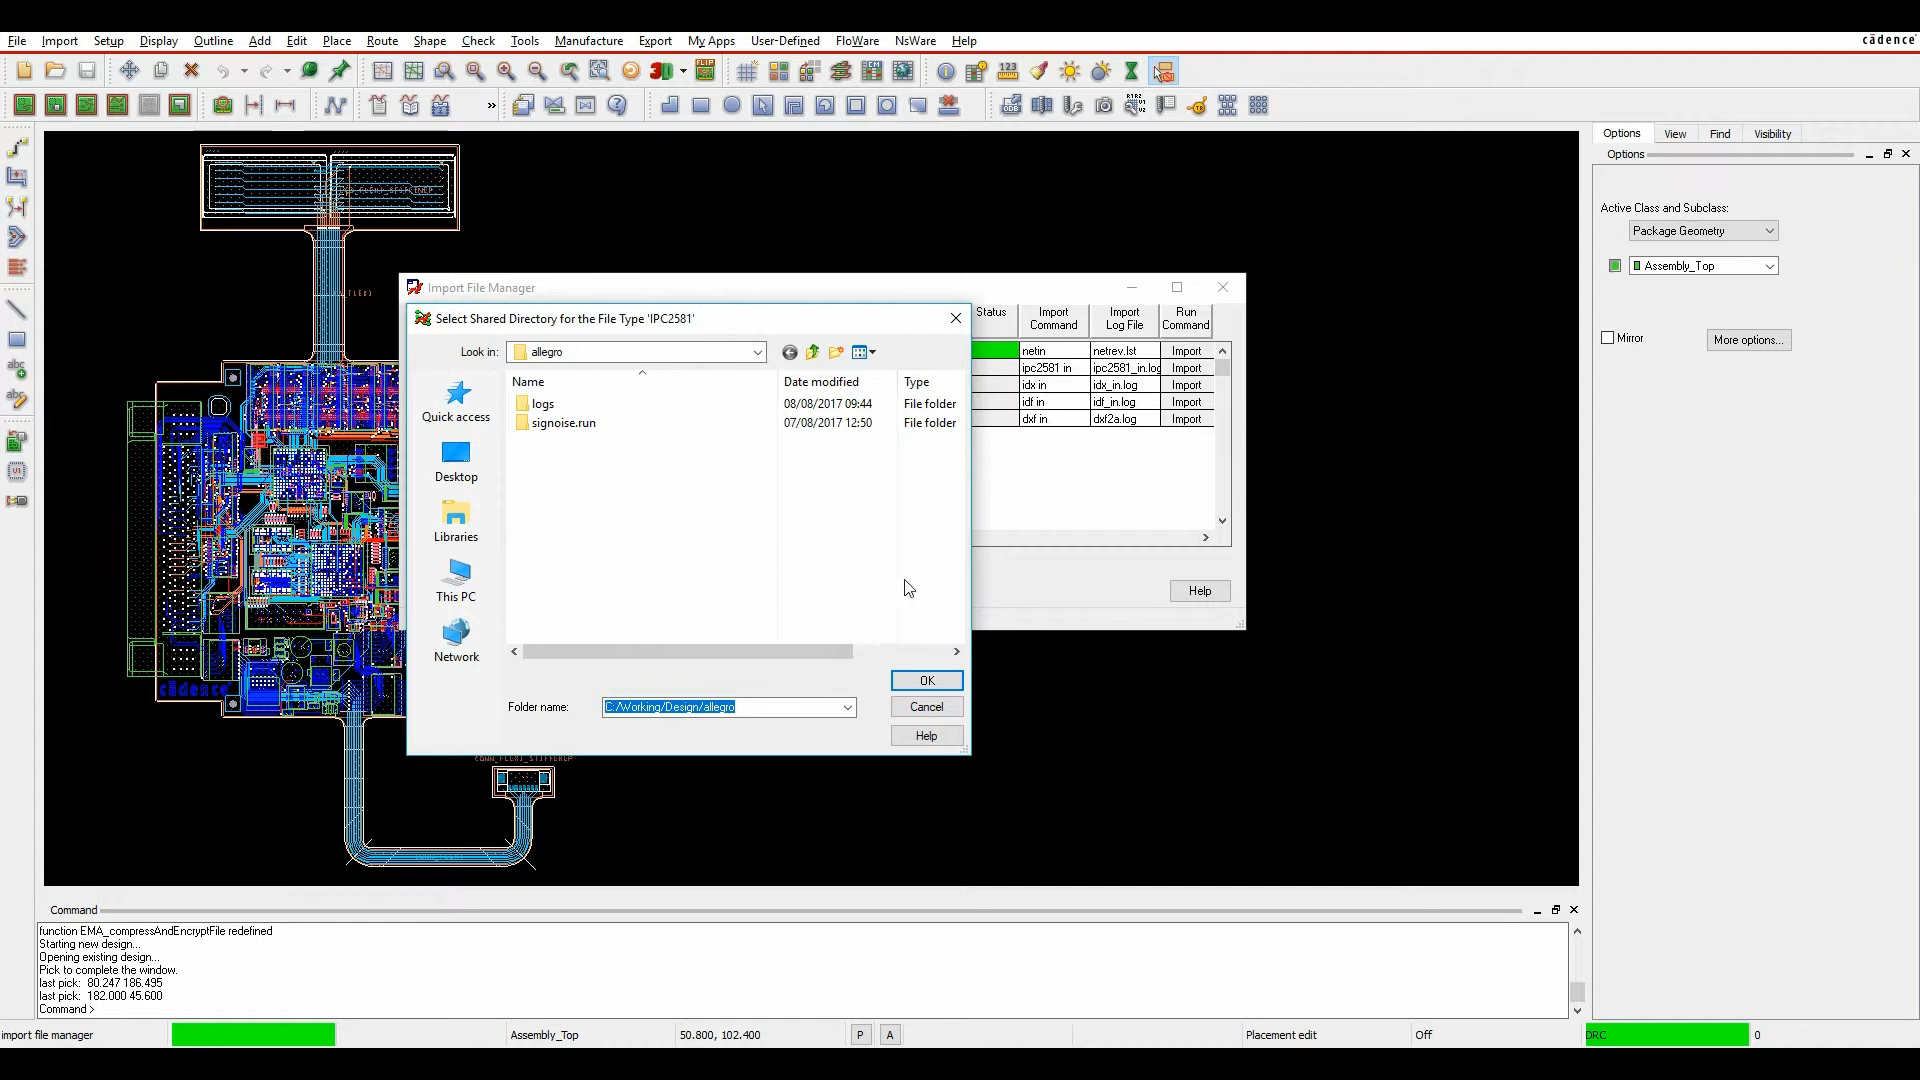 File Import Setup Display Outline Add Edit Place Route Shape Check Tools Manufacture Export My Apps User-Defined FloWare NsWare Help
cādence
Options View Find Visibility
Options
Active Class and Subclass:
Package Geometry
Assembly_Top
Mirror
More options...
Import File Manager
Status
Import Command
Import Log File
Run Command
netin netrev.lst Import
ipc2581 in ipc2581_in.log Import
idx in idx_in.log Import
idf in idf_in.log Import
dxf in dxf2a.log Import
Help
Select Shared Directory for the File Type 'IPC2581'
Look in: allegro
Name Date modified Type
logs 08/08/2017 09:44 File folder
signoise.run 07/08/2017 12:50 File folder
Quick access
Desktop
Libraries
This PC
Network
Folder name: C:/Working/Design/allegro
OK
Cancel
Help
cādence
Command
function EMA_compressAndEncryptFile redefined
Starting new design...
Opening existing design...
Pick to complete the window.
last pick: 80.247 186.495
last pick: 182.000 45.600
Command >
import file manager
Assembly_Top
50.800, 102.400
P
A
Placement edit
Off
DRC
0